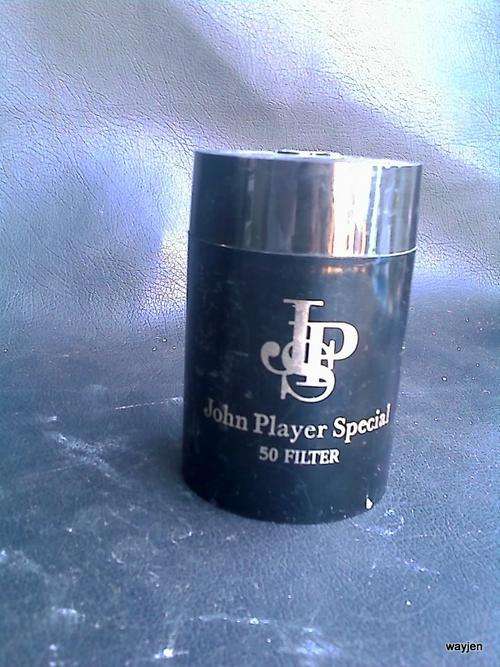 JPS
John Player Special
50 FILTER
wayjen